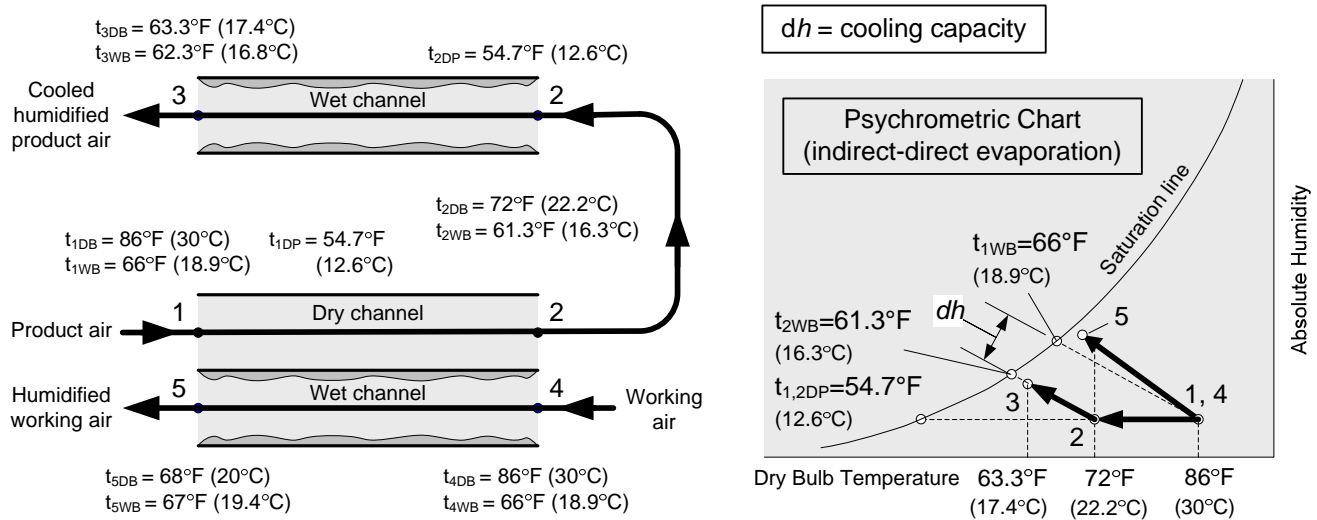 t3DB = 63.3°F (17.4°C)
t3WB = 62.3°F (16.8°C)
t2DP = 54.7°F (12.6°C)
Cooled
humidified
product air
3
Wet channel
2
t2DB = 72°F (22.2°C)
t2WB = 61.3°F (16.3°C)
t1DB = 86°F (30°C)
t1WB = 66°F (18.9°C)
t1DP = 54.7°F
(12.6°C)
Product air
1
Dry channel
2
Humidified
working air
5
Wet channel
4
Working
air
t5DB = 68°F (20°C)
t5WB = 67°F (19.4°C)
t4DB = 86°F (30°C)
t4WB = 66°F (18.9°C)
dh = cooling capacity
Psychrometric Chart
(indirect-direct evaporation)
Saturation line
Absolute Humidity
t1WB=66°F
(18.9°C)
dh
t2WB=61.3°F
(16.3°C)
t1,2DP=54.7°F
(12.6°C)
5
3
2
1, 4
Dry Bulb Temperature
63.3°F
(17.4°C)
72°F
(22.2°C)
86°F
(30°C)